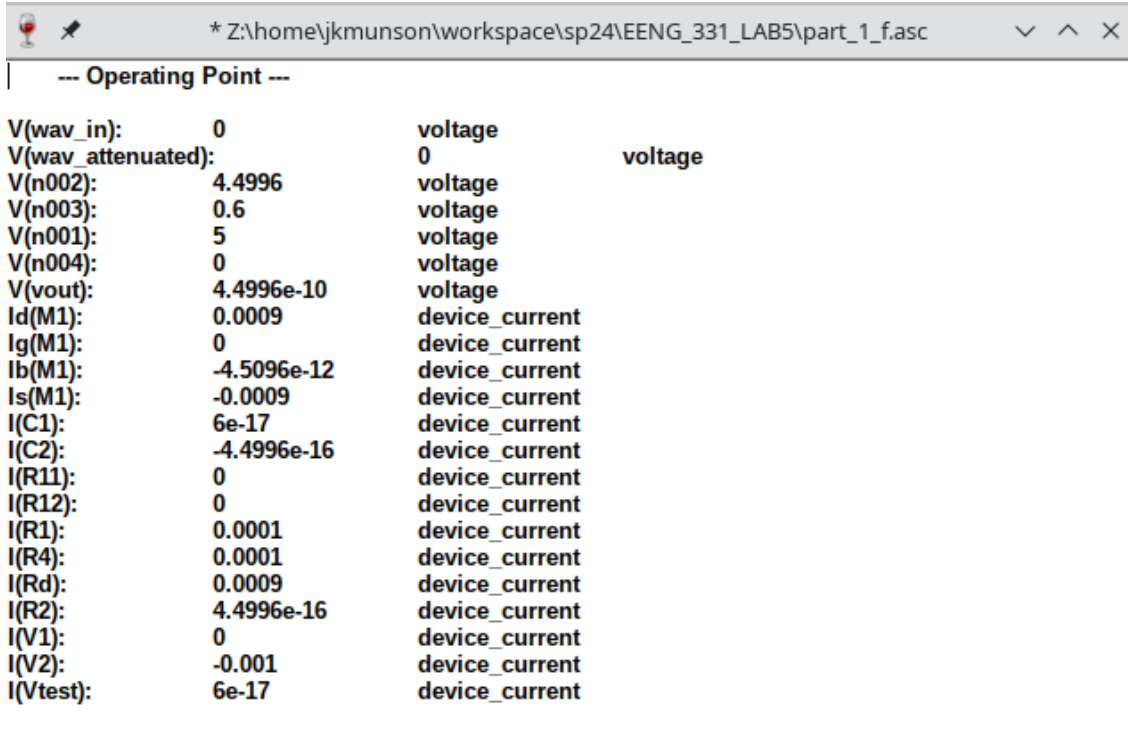 * Z:\home\jkmunson\workspace\sp24\EENG_331_LAB5\part_1_f.asc
--- Operating Point ---
V(wav_in): 0 voltage
V(wav_attenuated): 0 voltage
V(n002): 4.4996 voltage
V(n003): 0.6 voltage
V(n001): 5 voltage
V(n004): 0 voltage
V(vout): 4.4996e-10 voltage
Id(M1): 0.0009 device_current
Ig(M1): 0 device_current
Ib(M1): -4.5096e-12 device_current
Is(M1): -0.0009 device_current
I(C1): 6e-17 device_current
I(C2): -4.4996e-16 device_current
I(R11): 0 device_current
I(R12): 0 device_current
I(R1): 0.0001 device_current
I(R4): 0.0001 device_current
I(Rd): 0.0009 device_current
I(R2): 4.4996e-16 device_current
I(V1): 0 device_current
I(V2): -0.001 device_current
I(Vtest): 6e-17 device_current